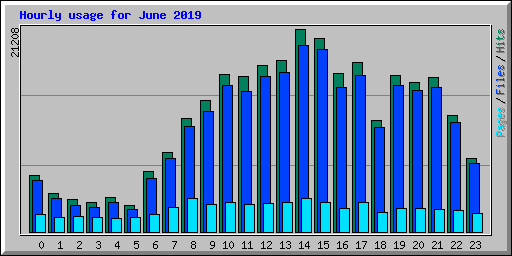 Hourly usage for June 2019
21208
Pages/Files/Hits
0 1 2 3 4 5 6 7 8 9 10 11 12 13 14 15 16 17 18 19 20 21 22 23